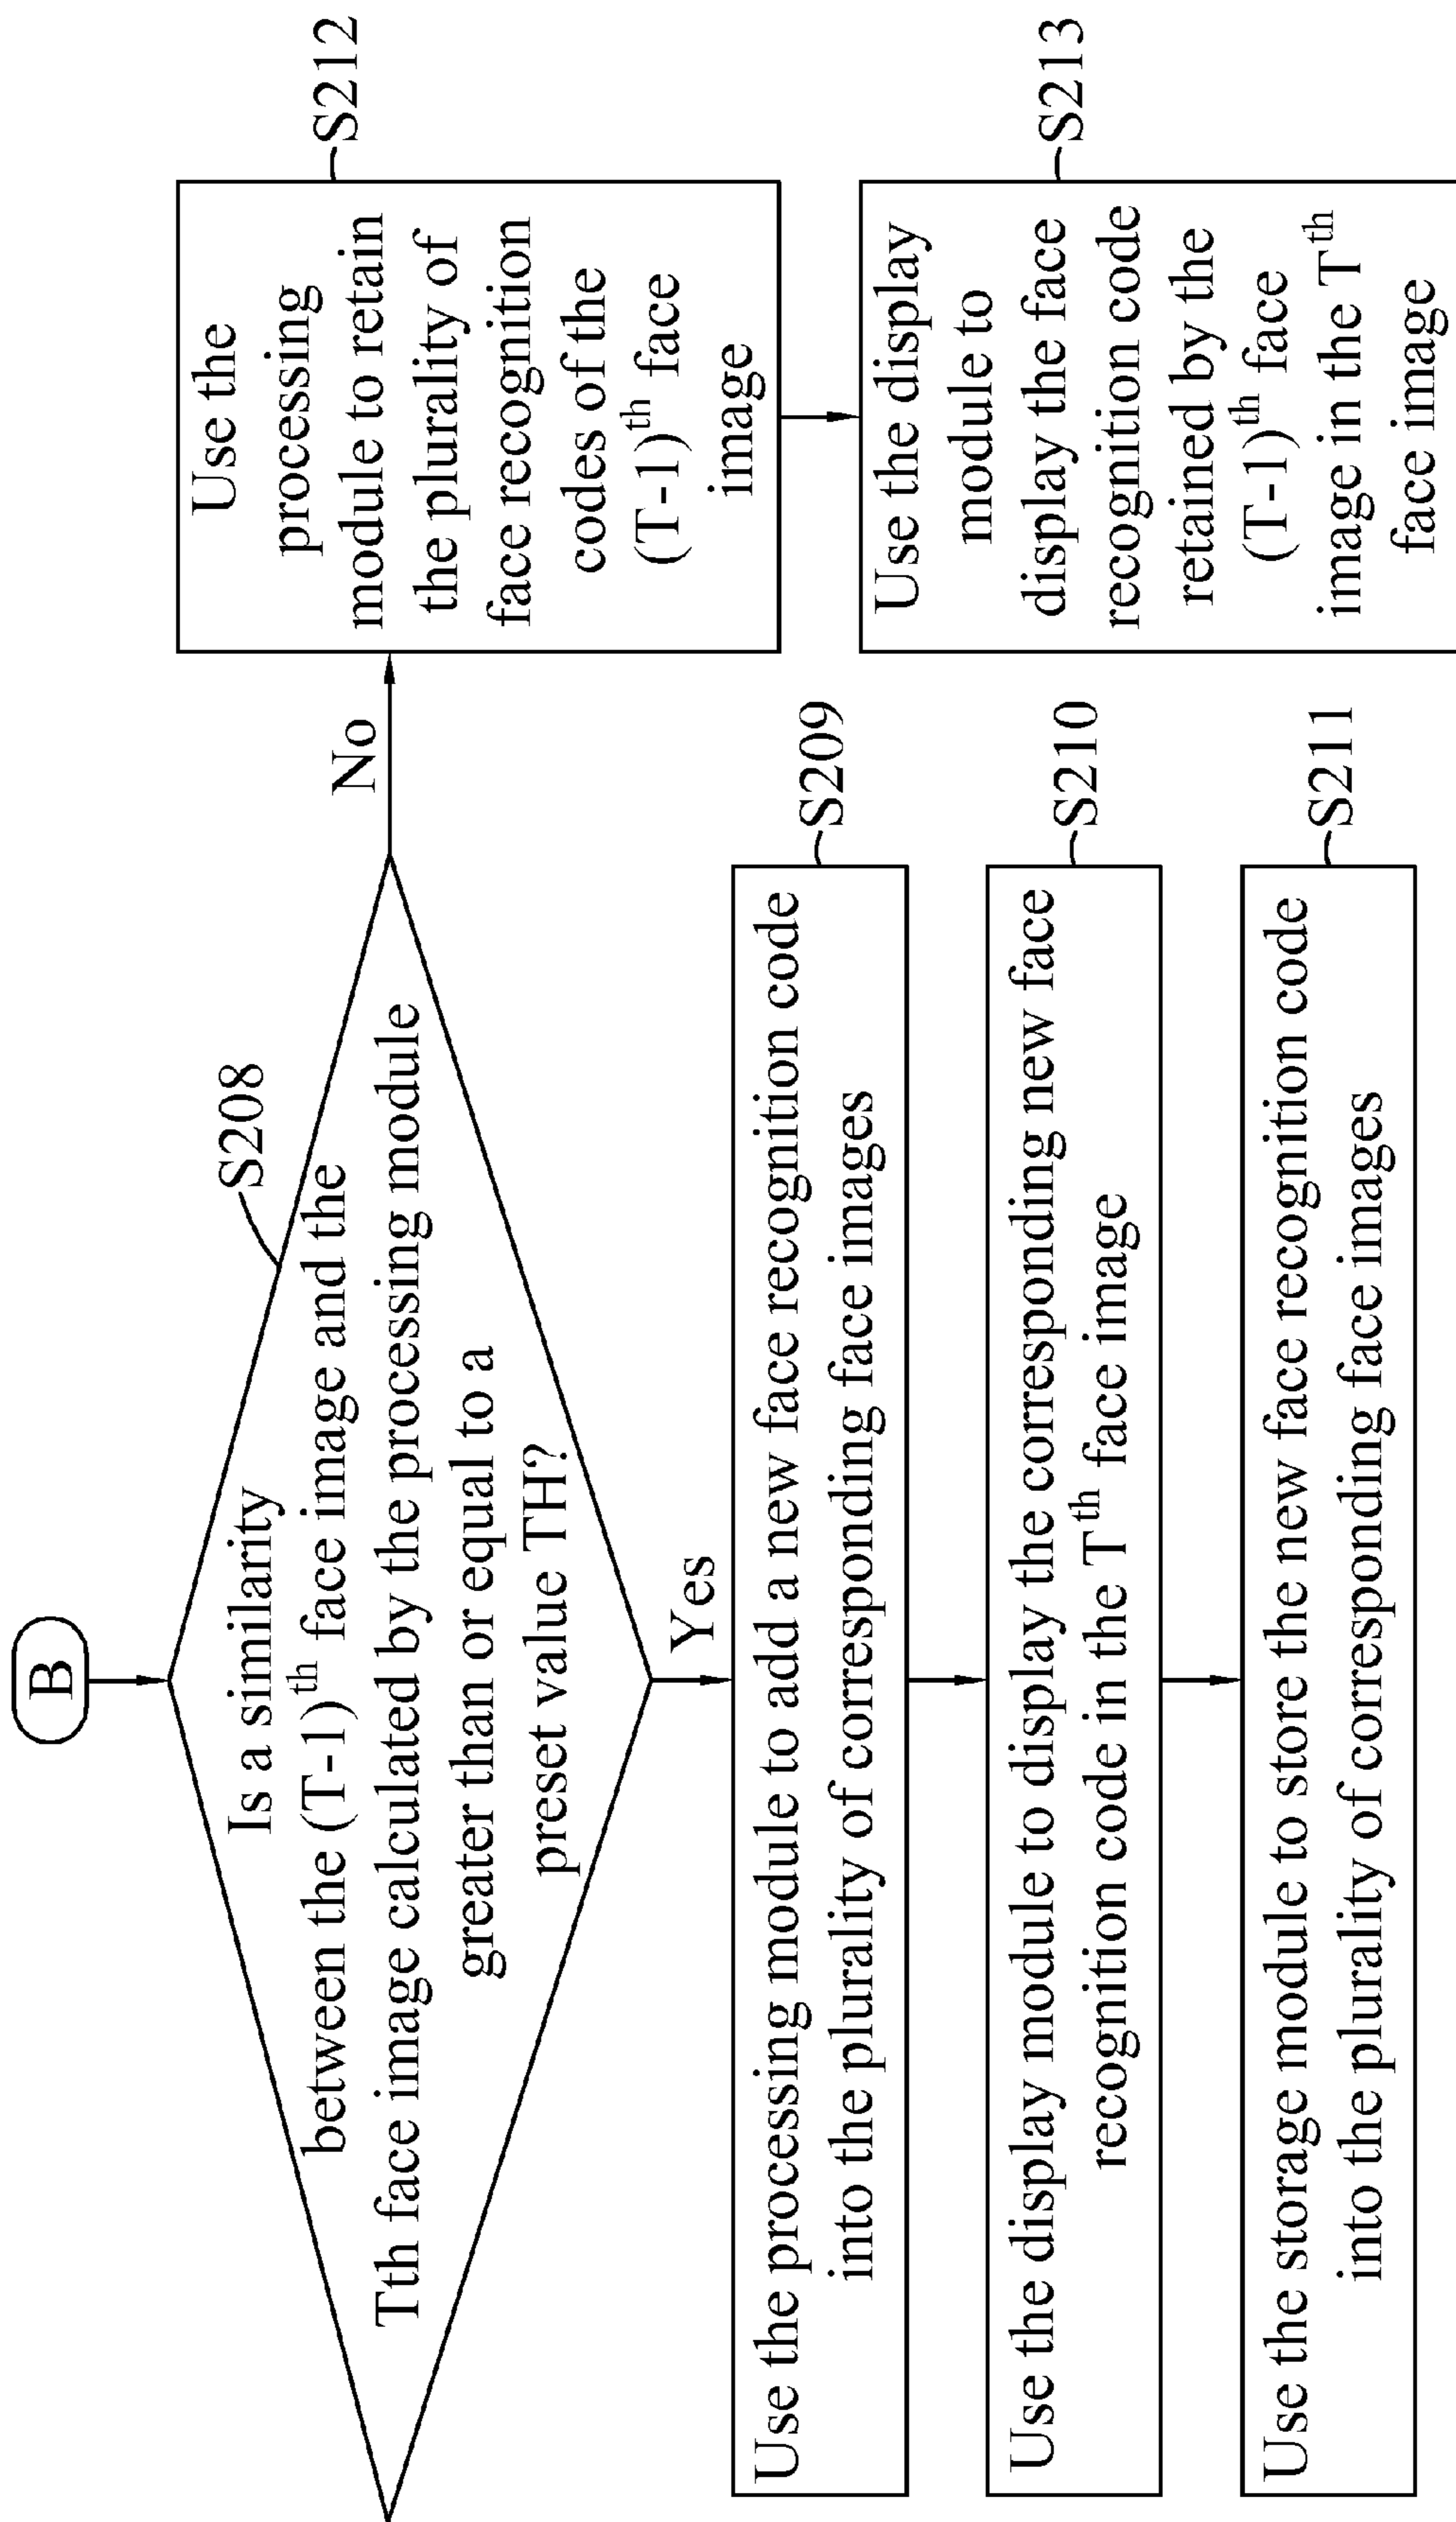 B
S208
Is a similarity
between the (T-1)th face image and the
Tth face image calculated by the processing module
greater than or equal to a
preset value TH?
No
Yes
S212
Use the
processing
module to retain
the plurality of
face recognition
codes of the
(T-1)th face
image
S213
Use the display
module to
display the face
recognition code
retained by the
(T-1)th face
image in the Tth
face image
S209
Use the processing module to add a new face recognition code
into the plurality of corresponding face images
S210
Use the display module to display the corresponding new face
recognition code in the Tth face image
S211
Use the storage module to store the new face recognition code
into the plurality of corresponding face images